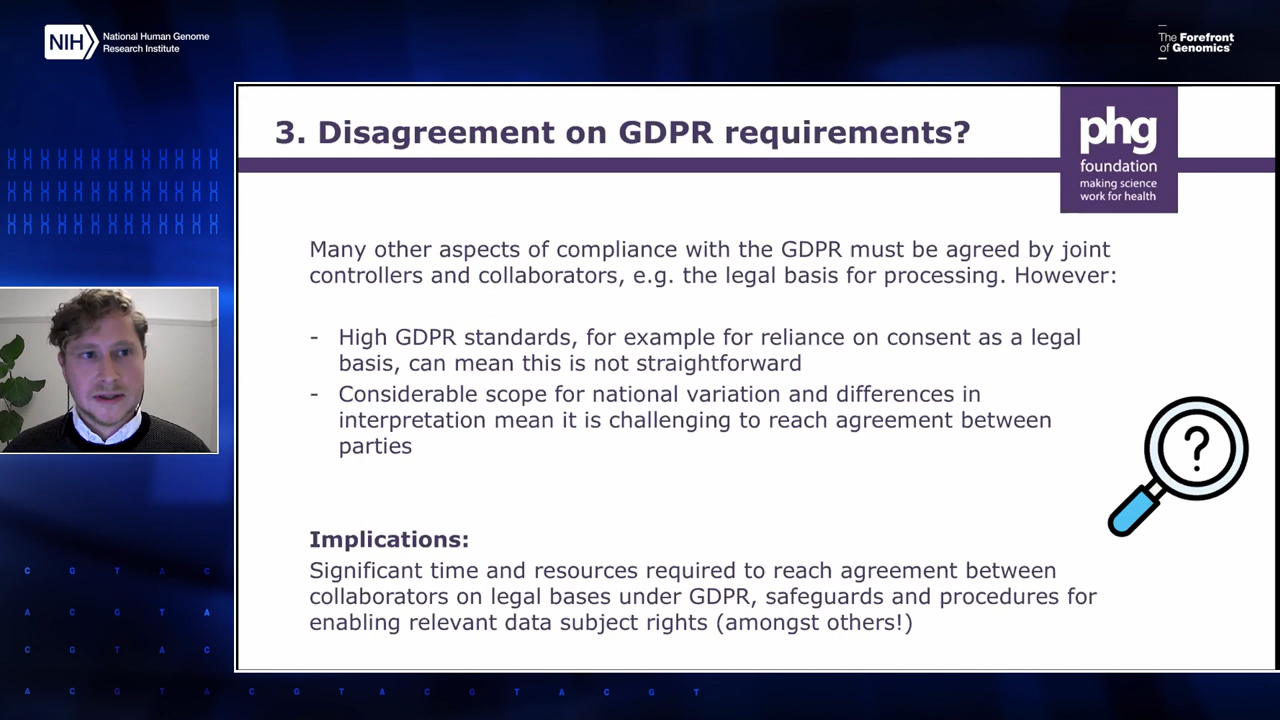 NIH
National Human Genome
Research Institute
The Forefront
of Genomics®
3. Disagreement on GDPR requirements?
phg
foundation
making science
work for health
Many other aspects of compliance with the GDPR must be agreed by joint
controllers and collaborators, e.g. the legal basis for processing. However:
- High GDPR standards, for example for reliance on consent as a legal
basis, can mean this is not straightforward
- Considerable scope for national variation and differences in
interpretation mean it is challenging to reach agreement between
parties
?
Implications:
Significant time and resources required to reach agreement between
collaborators on legal bases under GDPR, safeguards and procedures for
enabling relevant data subject rights (amongst others!)
C G T A C
A C G T A
C G T A C
A C G T A C G T A C G T A C G T